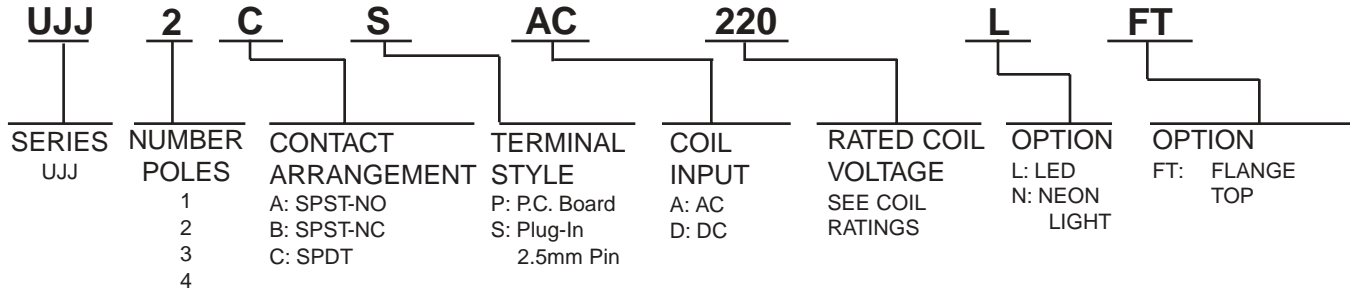 UJJ 2 C S AC 220 L FT
SERIES
UJJ
NUMBER
POLES
1
2
3
4
CONTACT
ARRANGEMENT
A: SPST-NO
B: SPST-NC
C: SPDT
TERMINAL
STYLE
P: P.C. Board
S: Plug-In
2.5mm Pin
COIL
INPUT
A: AC
D: DC
RATED COIL
VOLTAGE
SEE COIL
RATINGS
OPTION
L: LED
N: NEON
LIGHT
OPTION
FT: FLANGE
TOP